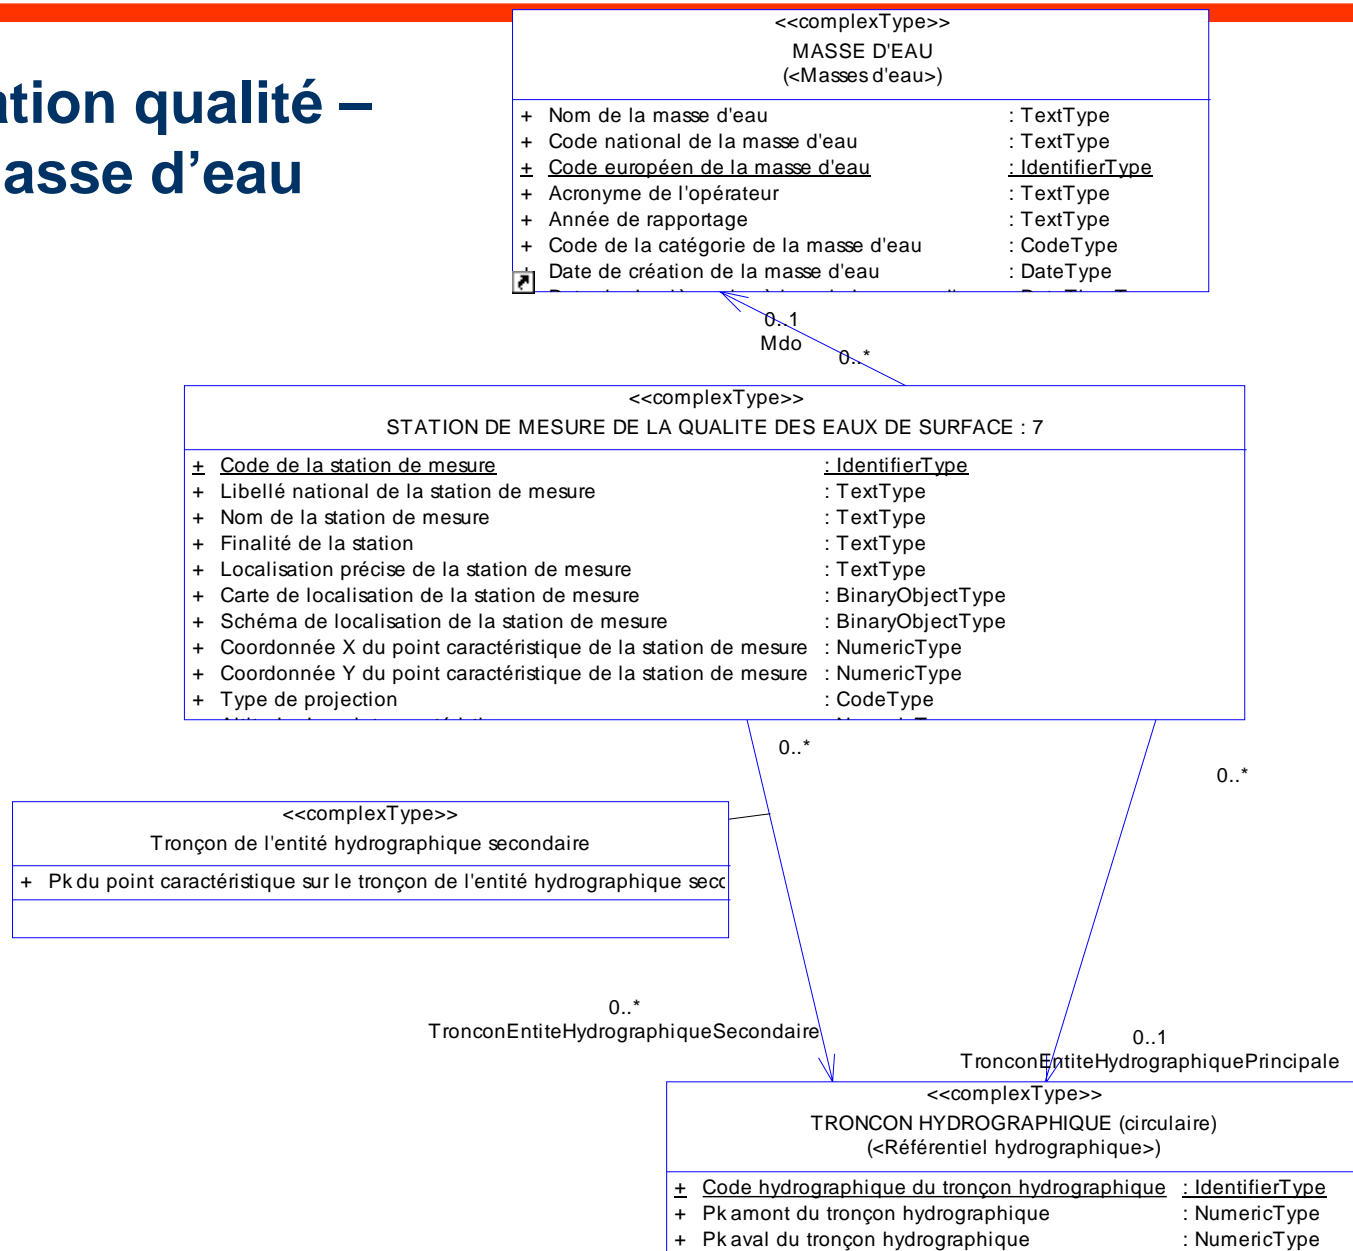 ation qualité –
asse d’eau
<<complexType>>
MASSE D'EAU
(<Masses d'eau>)
+ Nom de la masse d'eau : TextType
+ Code national de la masse d'eau : TextType
+ Code européen de la masse d'eau : IdentifierType
+ Acronyme de l'opérateur : TextType
+ Année de rapportage : TextType
+ Code de la catégorie de la masse d'eau : CodeType
+ Date de création de la masse d'eau : DateType
0..1
Mdo
0..*
<<complexType>>
STATION DE MESURE DE LA QUALITE DES EAUX DE SURFACE : 7
+ Code de la station de mesure : IdentifierType
+ Libellé national de la station de mesure : TextType
+ Nom de la station de mesure : TextType
+ Finalité de la station : TextType
+ Localisation précise de la station de mesure : TextType
+ Carte de localisation de la station de mesure : BinaryObjectType
+ Schéma de localisation de la station de mesure : BinaryObjectType
+ Coordonnée X du point caractéristique de la station de mesure : NumericType
+ Coordonnée Y du point caractéristique de la station de mesure : NumericType
+ Type de projection : CodeType
0..*
0..*
<<complexType>>
Tronçon de l'entité hydrographique secondaire
+ Pk du point caractéristique sur le tronçon de l'entité hydrographique seco
0..*
TronconEntiteHydrographiqueSecondaire
0..1
TronconEntiteHydrographiquePrincipale
<<complexType>>
TRONCON HYDROGRAPHIQUE (circulaire)
(<Référentiel hydrographique>)
+ Code hydrographique du tronçon hydrographique : IdentifierType
+ Pk amont du tronçon hydrographique : NumericType
+ Pk aval du tronçon hydrographique : NumericType